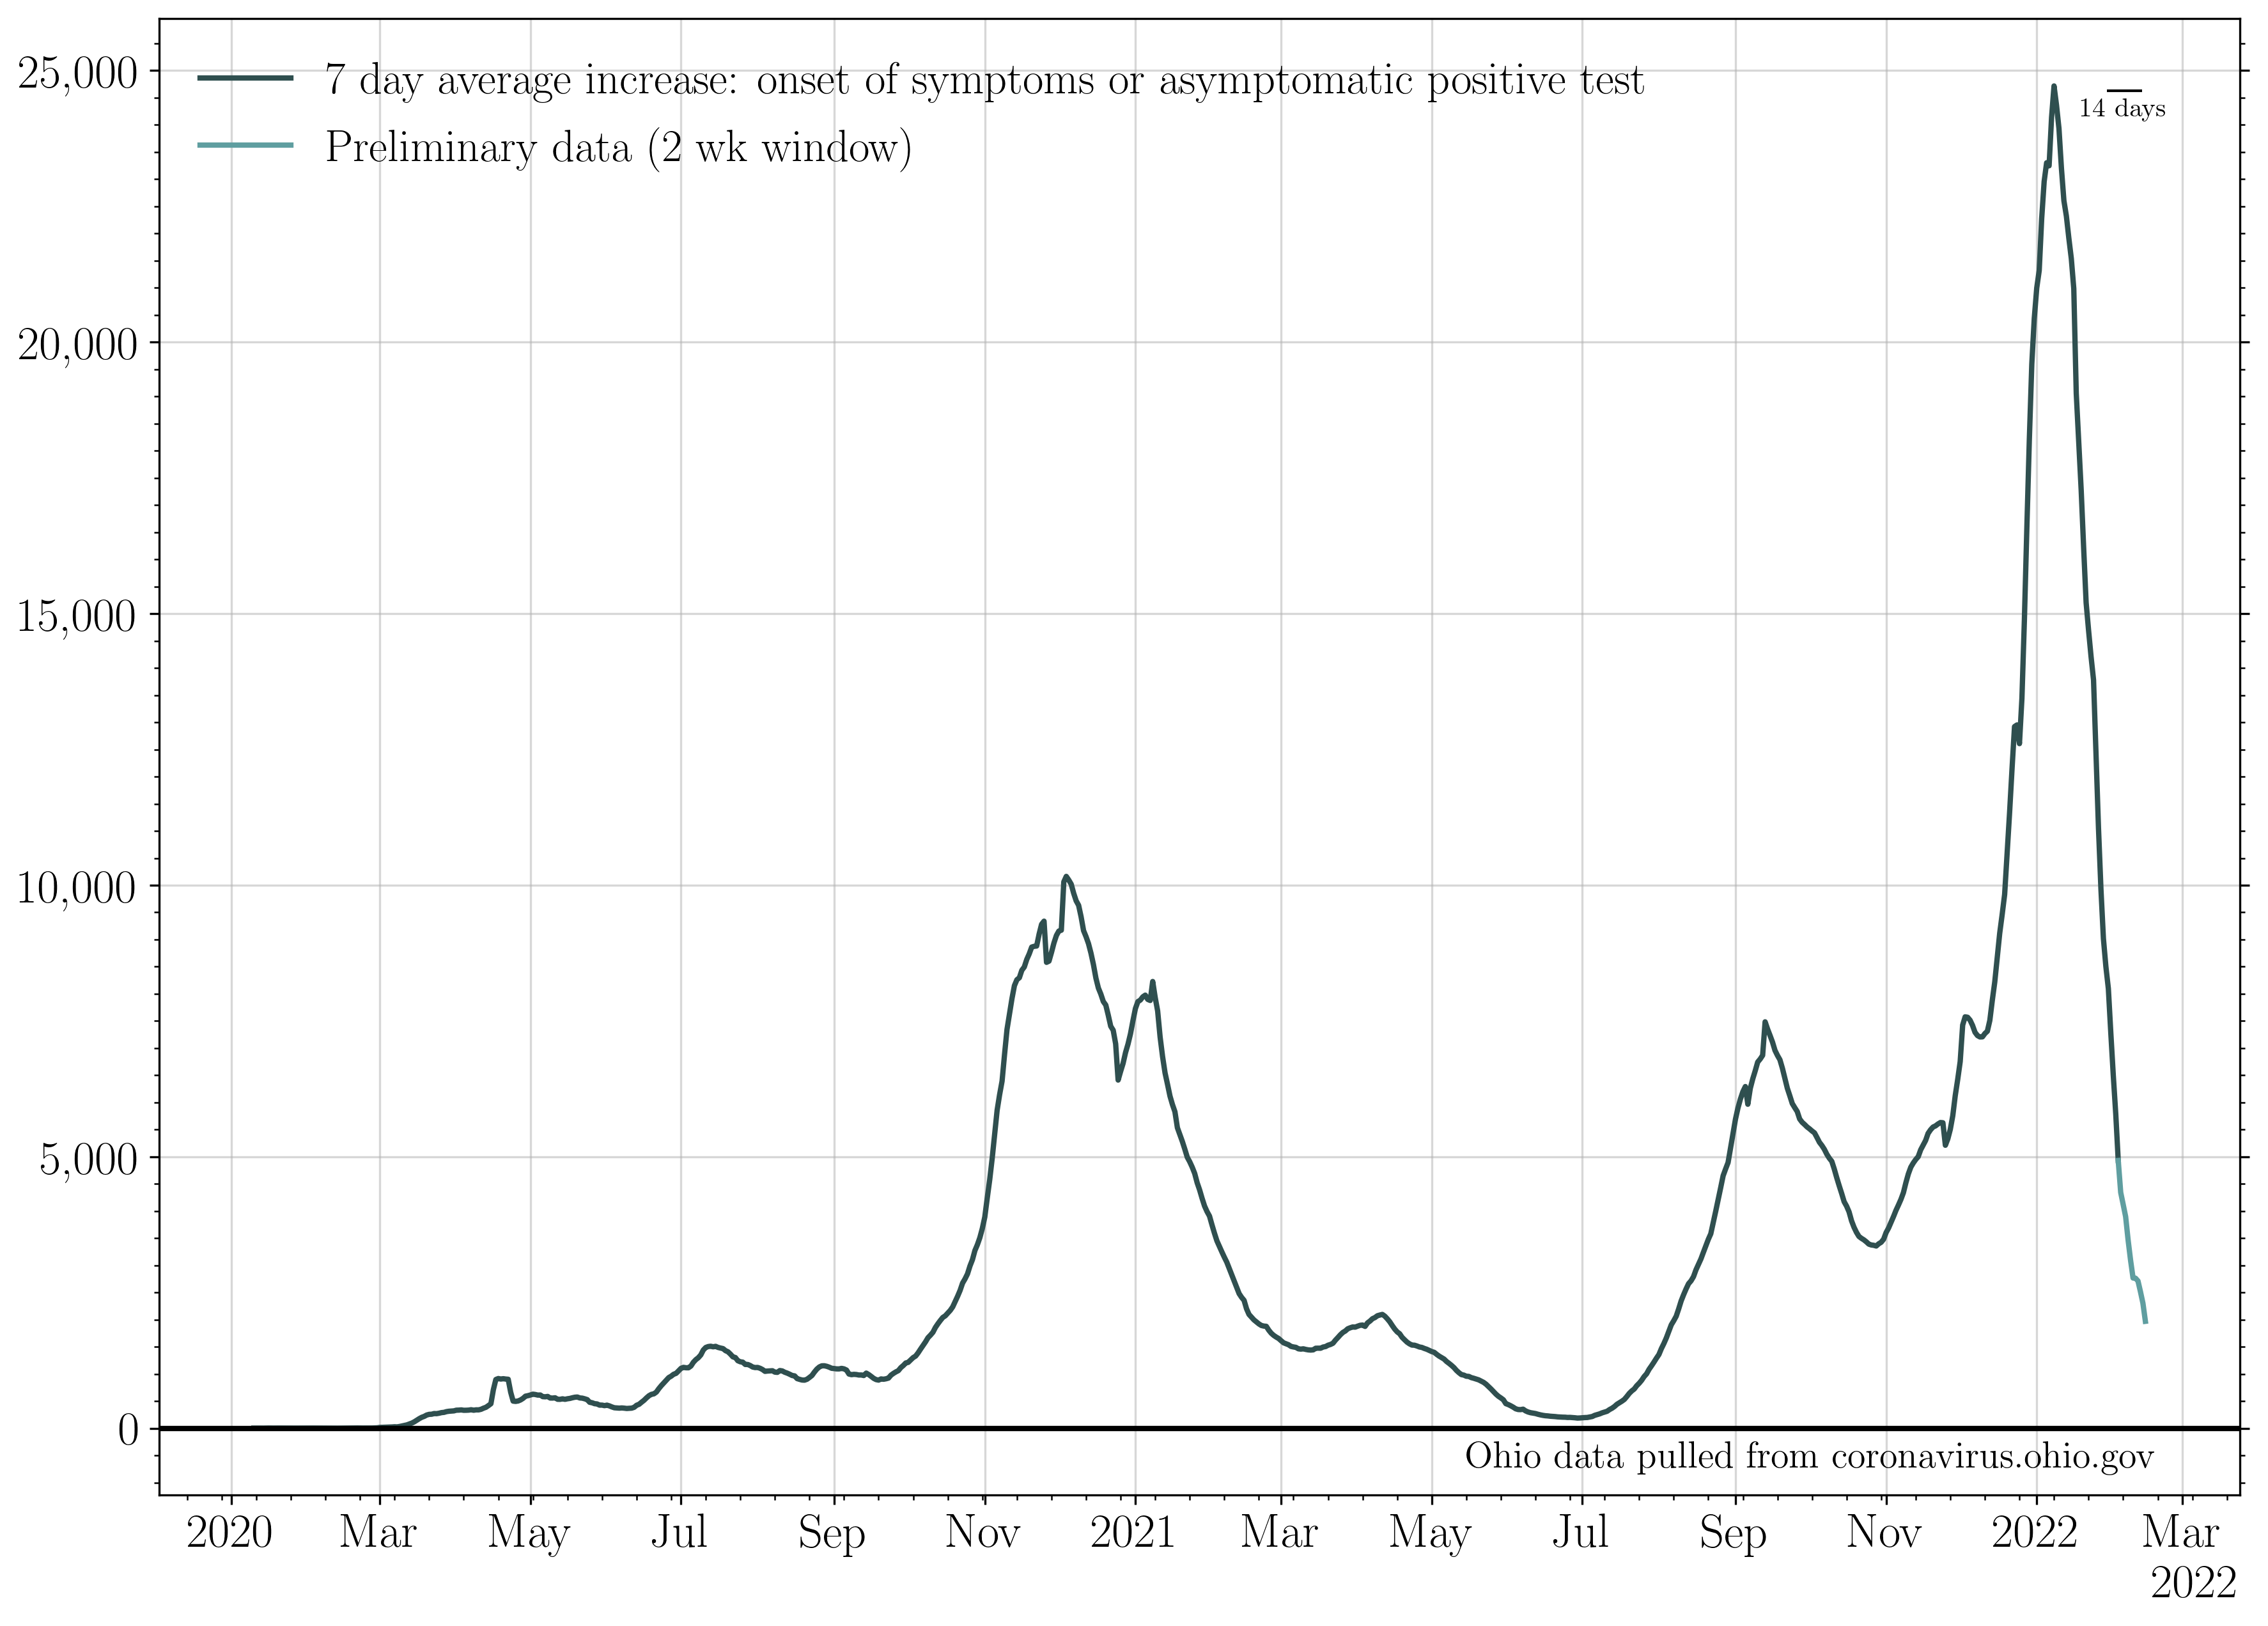 25,000
7 day average increase: onset of symptoms or asymptomatic positive test
14 days
Preliminary data (2 wk window)
20,000
15,000
10,000
5,000
0
Ohio data pulled from coronavirus.ohio.gov
2020 Mar May Jul Sep Nov 2021 Mar May Jul Sep Nov 2022 Mar
2022